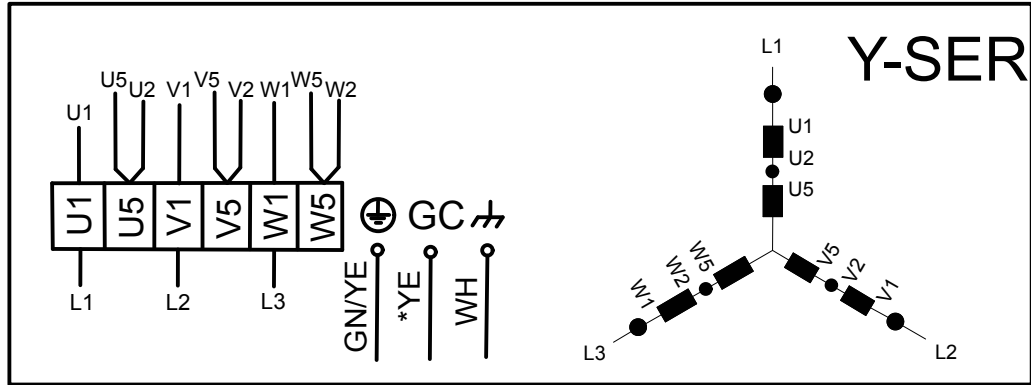 Y-SER
U1 U5 U2 V1 V5 V2 W1 W5 W2
U1 U5 V1 V5 W1 W5
GC
L1 L2 L3
GN/YE *YE WH
L1
U1
U2
U5
W1 W2 W5
V5 V2 V1
L3
L2